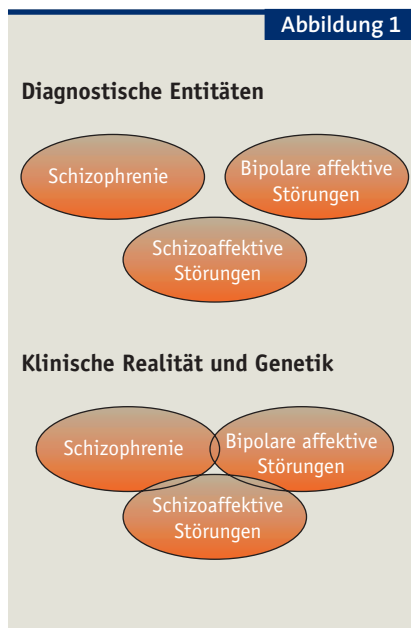 Abbildung 1
Diagnostische Entitäten
Schizophrenie
Bipolare affektive
Störungen
Schizoaffektive
Störungen
Klinische Realität und Genetik
Schizophrenie
Bipolare affektive
Störungen
Schizoaffektive
Störungen